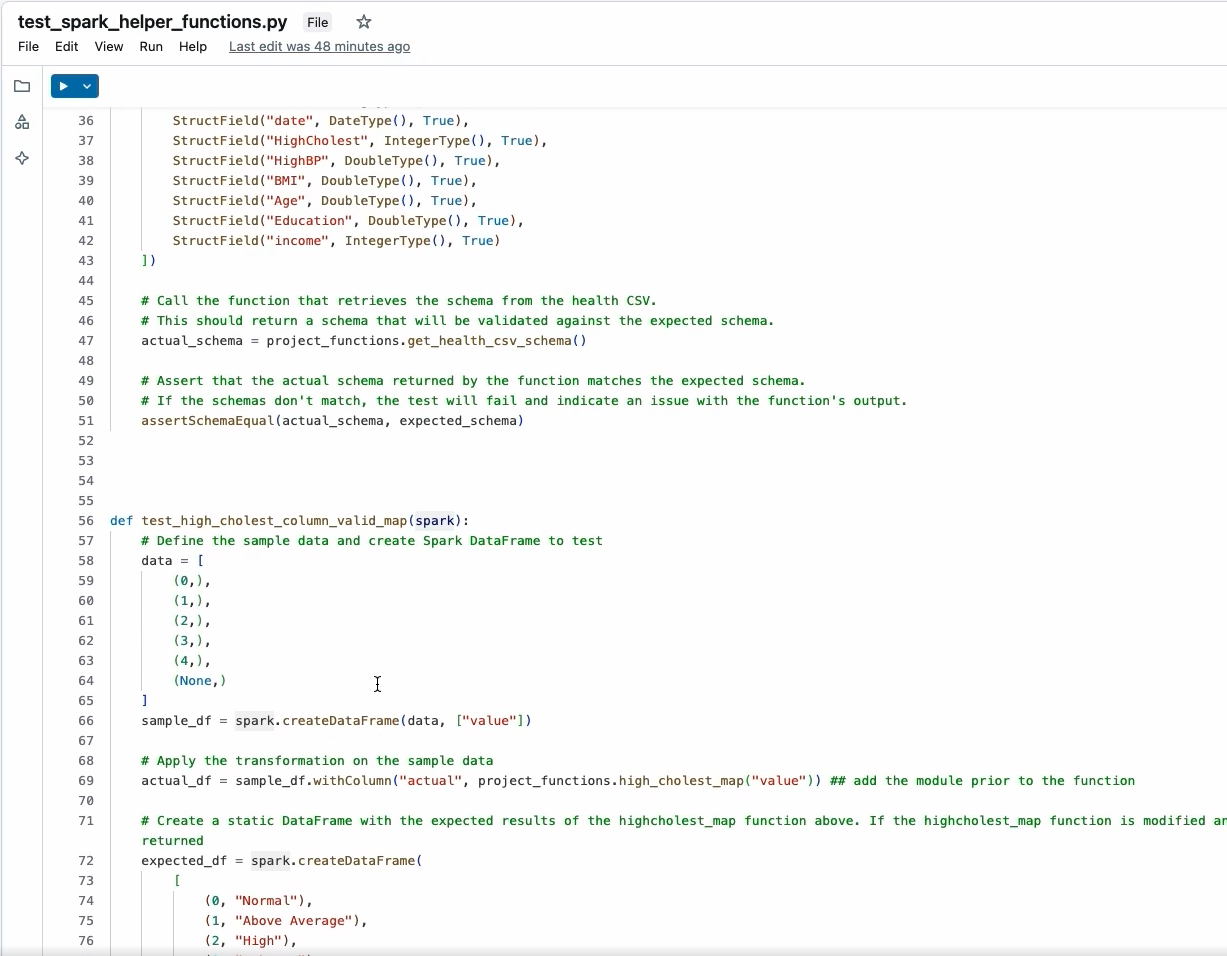 test_spark_helper_functions.py File
File Edit View Run Help Last edit was 48 minutes ago
36 StructField("date", DateType(), True),
37 StructField("HighCholest", IntegerType(), True),
38 StructField("HighBP", DoubleType(), True),
39 StructField("BMI", DoubleType(), True),
40 StructField("Age", DoubleType(), True),
41 StructField("Education", DoubleType(), True),
42 StructField("income", IntegerType(), True)
43 ])
44
45 # Call the function that retrieves the schema from the health CSV.
46 # This should return a schema that will be validated against the expected schema.
47 actual_schema = project_functions.get_health_csv_schema()
48
49 # Assert that the actual schema returned by the function matches the expected schema.
50 # If the schemas don't match, the test will fail and indicate an issue with the function's output.
51 assertSchemaEqual(actual_schema, expected_schema)
52
53
54
55
56 def test_high_cholest_column_valid_map(spark):
57 # Define the sample data and create Spark DataFrame to test
58 data = [
59 (0,),
60 (1,),
61 (2,),
62 (3,),
63 (4,),
64 (None,)
65 ]
66 sample_df = spark.createDataFrame(data, ["value"])
67
68 # Apply the transformation on the sample data
69 actual_df = sample_df.withColumn("actual", project_functions.high_cholest_map("value")) ## add the module prior to the function
70
71 # Create a static DataFrame with the expected results of the highcholest_map function above. If the highcholest_map function is modified
returned
72 expected_df = spark.createDataFrame(
73 [
74 (0, "Normal"),
75 (1, "Above Average"),
76 (2, "High"),